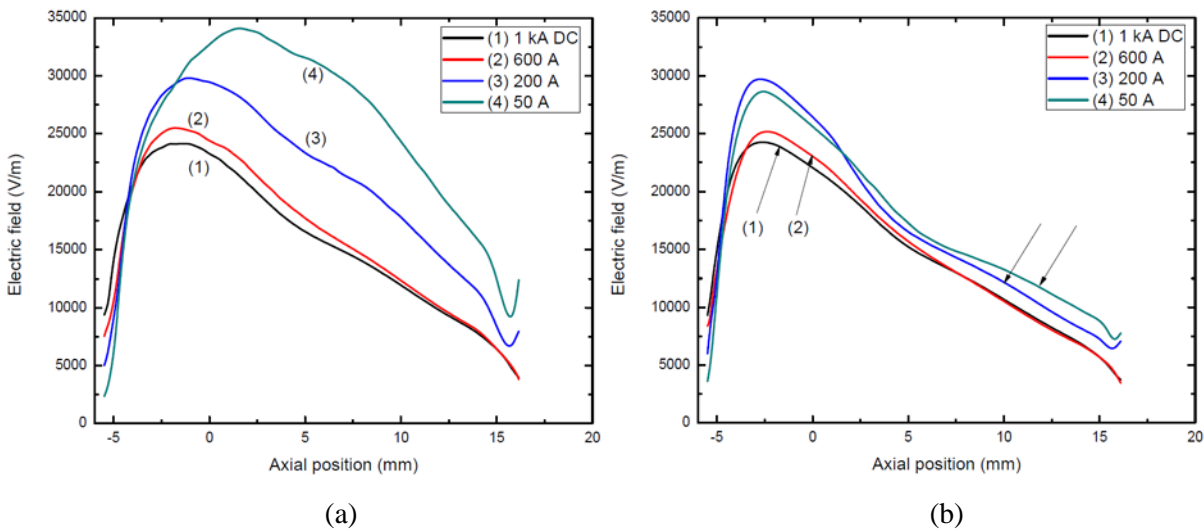 35000
30000
25000
20000
15000
10000
5000
0
Electric field (V/m)
-5
0
5
10
15
20
Axial position (mm)
(1) 1 kA DC
(2) 600 A
(3) 200 A
(4) 50 A
(4)
(3)
(2)
(1)
(a)
35000
30000
25000
20000
15000
10000
5000
0
Electric field (V/m)
-5
0
5
10
15
20
Axial position (mm)
(1) 1 kA DC
(2) 600 A
(3) 200 A
(4) 50 A
(1)
(2)
(b)